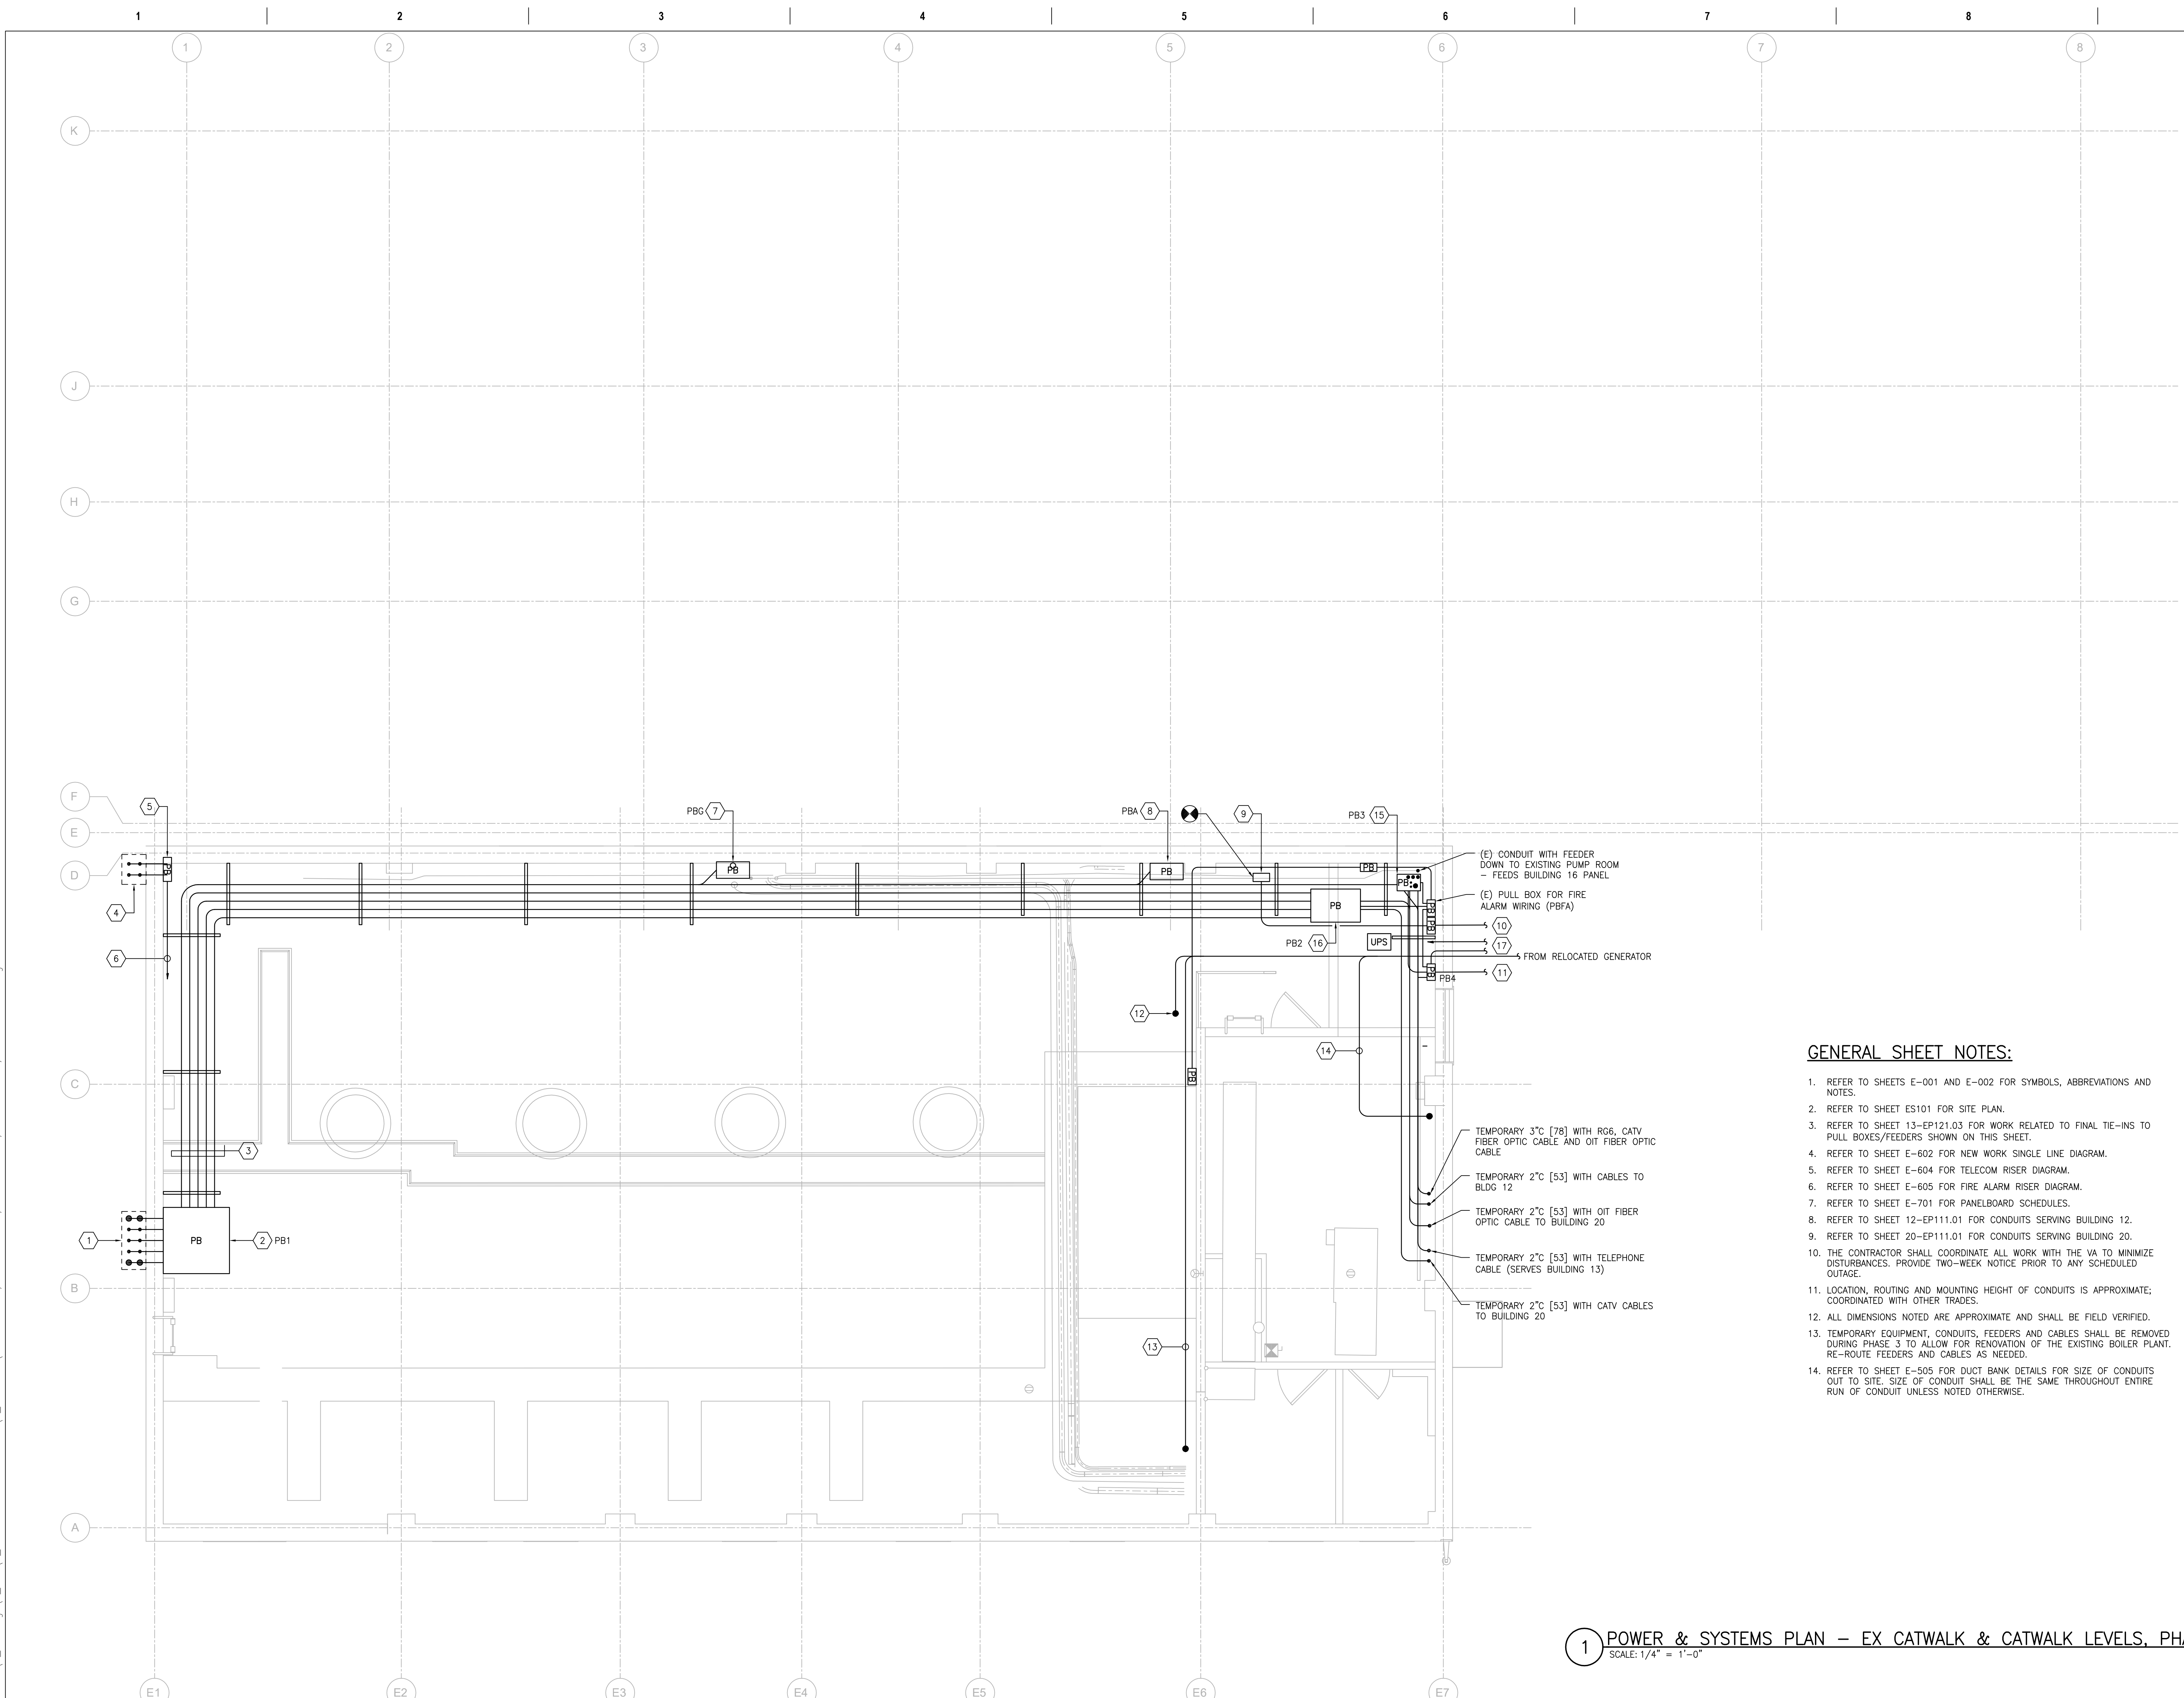 1 2 3 4 5 6 7 8
1 2 3 4 5 6 7 8
K
J
H
G
F
E
D
C
B
A
5
PBG 7
PBA 8
9
PB3 15
PB
PB
PB
PB
PB
PB
PB
(E) CONDUIT WITH FEEDER
DOWN TO EXISTING PUMP ROOM
– FEEDS BUILDING 16 PANEL
(E) PULL BOX FOR FIRE
ALARM WIRING (PBFA)
4
PB
PB
10
PB2 16
UPS
17
6
FROM RELOCATED GENERATOR
PB
PB4
11
12
14
PB
3
TEMPORARY 3"C [78] WITH RG6, CATV
FIBER OPTIC CABLE AND OIT FIBER OPTIC
CABLE
TEMPORARY 2"C [53] WITH CABLES TO
BLDG 12
TEMPORARY 2"C [53] WITH OIT FIBER
OPTIC CABLE TO BUILDING 20
TEMPORARY 2"C [53] WITH TELEPHONE
CABLE (SERVES BUILDING 13)
TEMPORARY 2"C [53] WITH CATV CABLES
TO BUILDING 20
1
PB
2 PB1
13
GENERAL SHEET NOTES:
1. REFER TO SHEETS E–001 AND E–002 FOR SYMBOLS, ABBREVIATIONS AND
NOTES.
2. REFER TO SHEET ES101 FOR SITE PLAN.
3. REFER TO SHEET 13–EP121.03 FOR WORK RELATED TO FINAL TIE–INS TO
PULL BOXES/FEEDERS SHOWN ON THIS SHEET.
4. REFER TO SHEET E–602 FOR NEW WORK SINGLE LINE DIAGRAM.
5. REFER TO SHEET E–604 FOR TELECOM RISER DIAGRAM.
6. REFER TO SHEET E–605 FOR FIRE ALARM RISER DIAGRAM.
7. REFER TO SHEET E–701 FOR PANELBOARD SCHEDULES.
8. REFER TO SHEET 12–EP111.01 FOR CONDUITS SERVING BUILDING 12.
9. REFER TO SHEET 20–EP111.01 FOR CONDUITS SERVING BUILDING 20.
10. THE CONTRACTOR SHALL COORDINATE ALL WORK WITH THE VA TO MINIMIZE
DISTURBANCES. PROVIDE TWO–WEEK NOTICE PRIOR TO ANY SCHEDULED
OUTAGE.
11. LOCATION, ROUTING AND MOUNTING HEIGHT OF CONDUITS IS APPROXIMATE;
COORDINATED WITH OTHER TRADES.
12. ALL DIMENSIONS NOTED ARE APPROXIMATE AND SHALL BE FIELD VERIFIED.
13. TEMPORARY EQUIPMENT, CONDUITS, FEEDERS AND CABLES SHALL BE REMOVED
DURING PHASE 3 TO ALLOW FOR RENOVATION OF THE EXISTING BOILER PLANT.
RE–ROUTE FEEDERS AND CABLES AS NEEDED.
14. REFER TO SHEET E–505 FOR DUCT BANK DETAILS FOR SIZE OF CONDUITS
OUT TO SITE. SIZE OF CONDUIT SHALL BE THE SAME THROUGHOUT ENTIRE
RUN OF CONDUIT UNLESS NOTED OTHERWISE.
1 POWER & SYSTEMS PLAN – EX CATWALK & CATWALK LEVELS,
SCALE: 1/4" = 1'–0"
E1 E2 E3 E4 E5 E6 E7